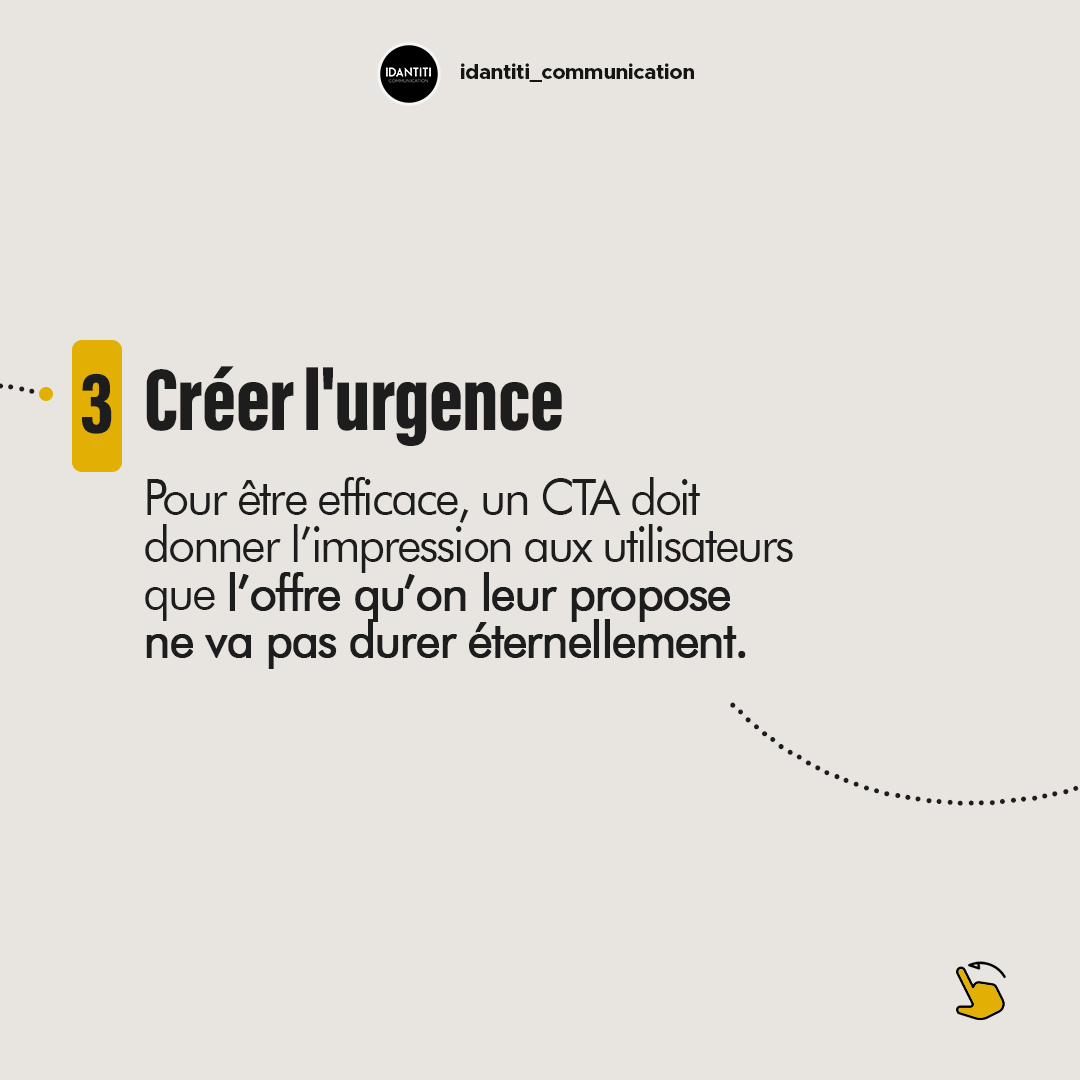 IDANTITI
COMMUNICATION
idantiti_communication
3
Créer l'urgence
Pour être efficace, un CTA doit
donner l’impression aux utilisateurs
que l’offre qu’on leur propose
ne va pas durer éternellement.